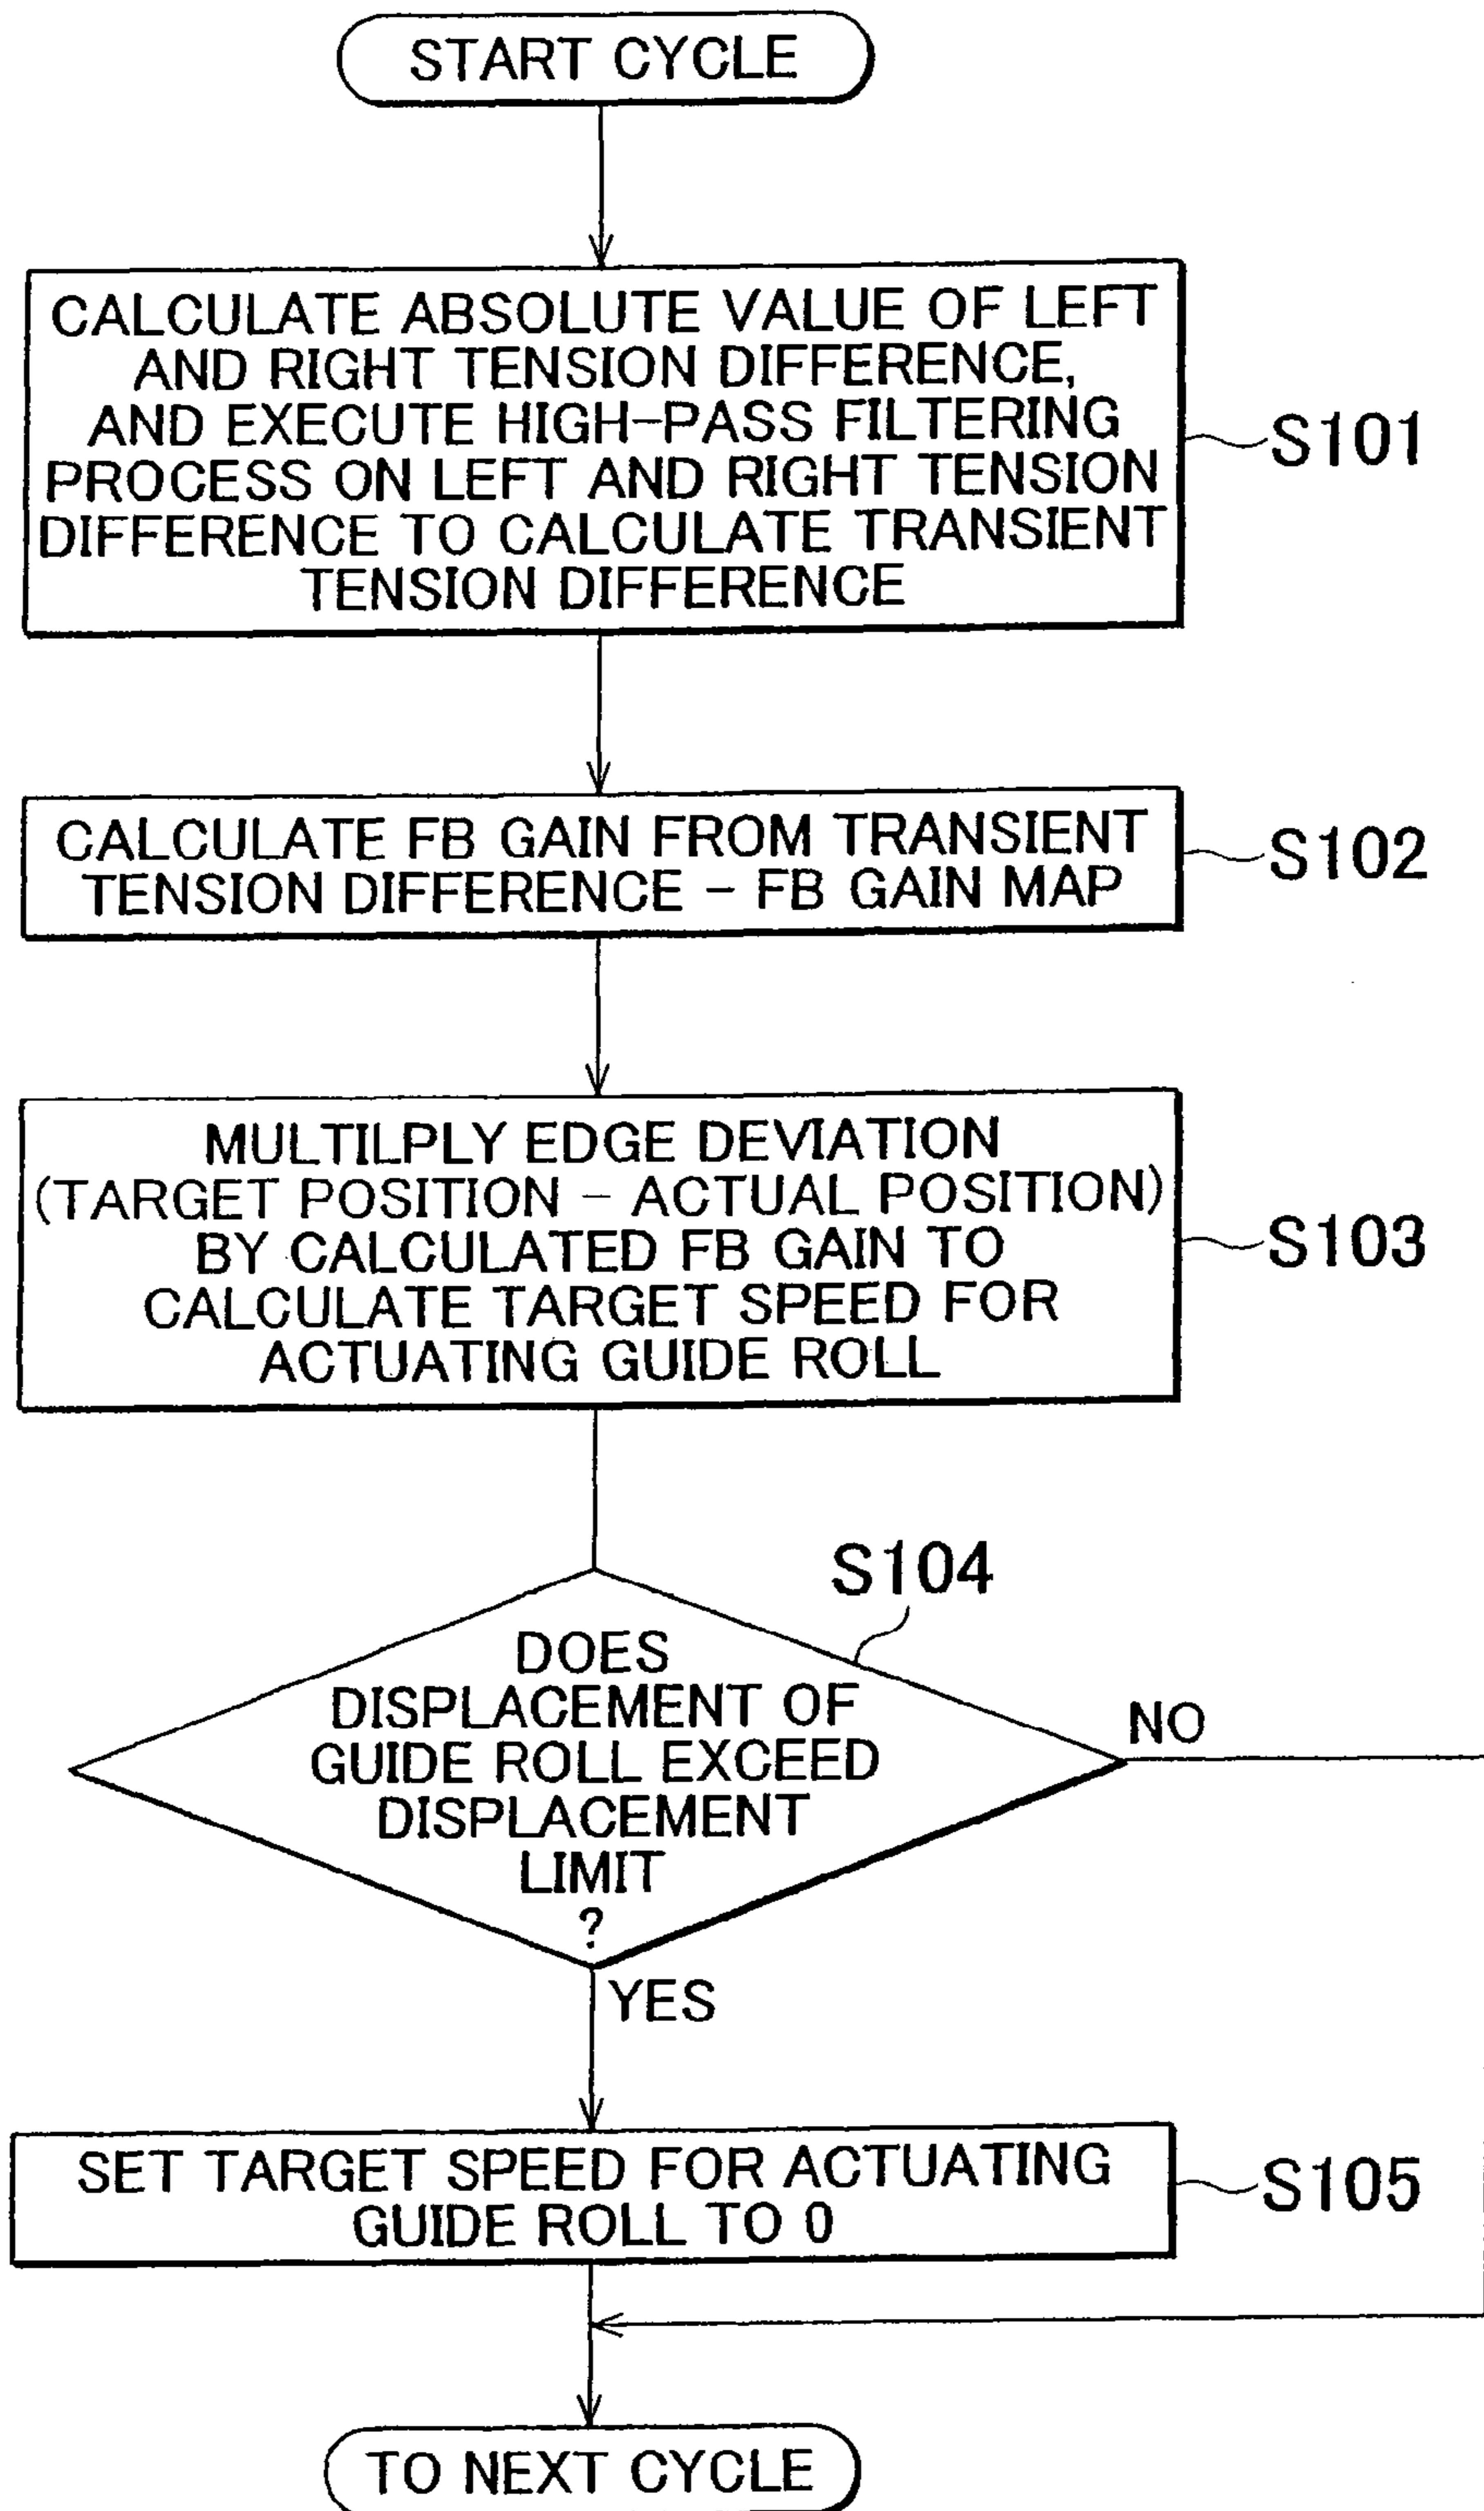 START CYCLE
CALCULATE ABSOLUTE VALUE OF LEFT
AND RIGHT TENSION DIFFERENCE,
AND EXECUTE HIGH-PASS FILTERING
PROCESS ON LEFT AND RIGHT TENSION
DIFFERENCE TO CALCULATE TRANSIENT
TENSION DIFFERENCE
S101
CALCULATE FB GAIN FROM TRANSIENT
TENSION DIFFERENCE – FB GAIN MAP
S102
MULTILPLY EDGE DEVIATION
(TARGET POSITION – ACTUAL POSITION)
BY CALCULATED FB GAIN TO
CALCULATE TARGET SPEED FOR
ACTUATING GUIDE ROLL
S103
S104
DOES
DISPLACEMENT OF
GUIDE ROLL EXCEED
DISPLACEMENT
LIMIT
?
NO
YES
SET TARGET SPEED FOR ACTUATING
GUIDE ROLL TO 0
S105
TO NEXT CYCLE